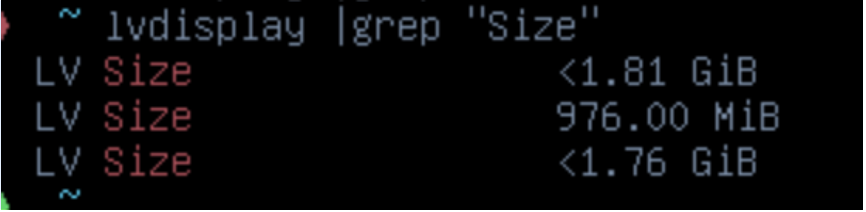 ~ lvdisplay |grep "Size"
LV Size <1.81 GiB
LV Size 976.00 MiB
LV Size <1.76 GiB
~